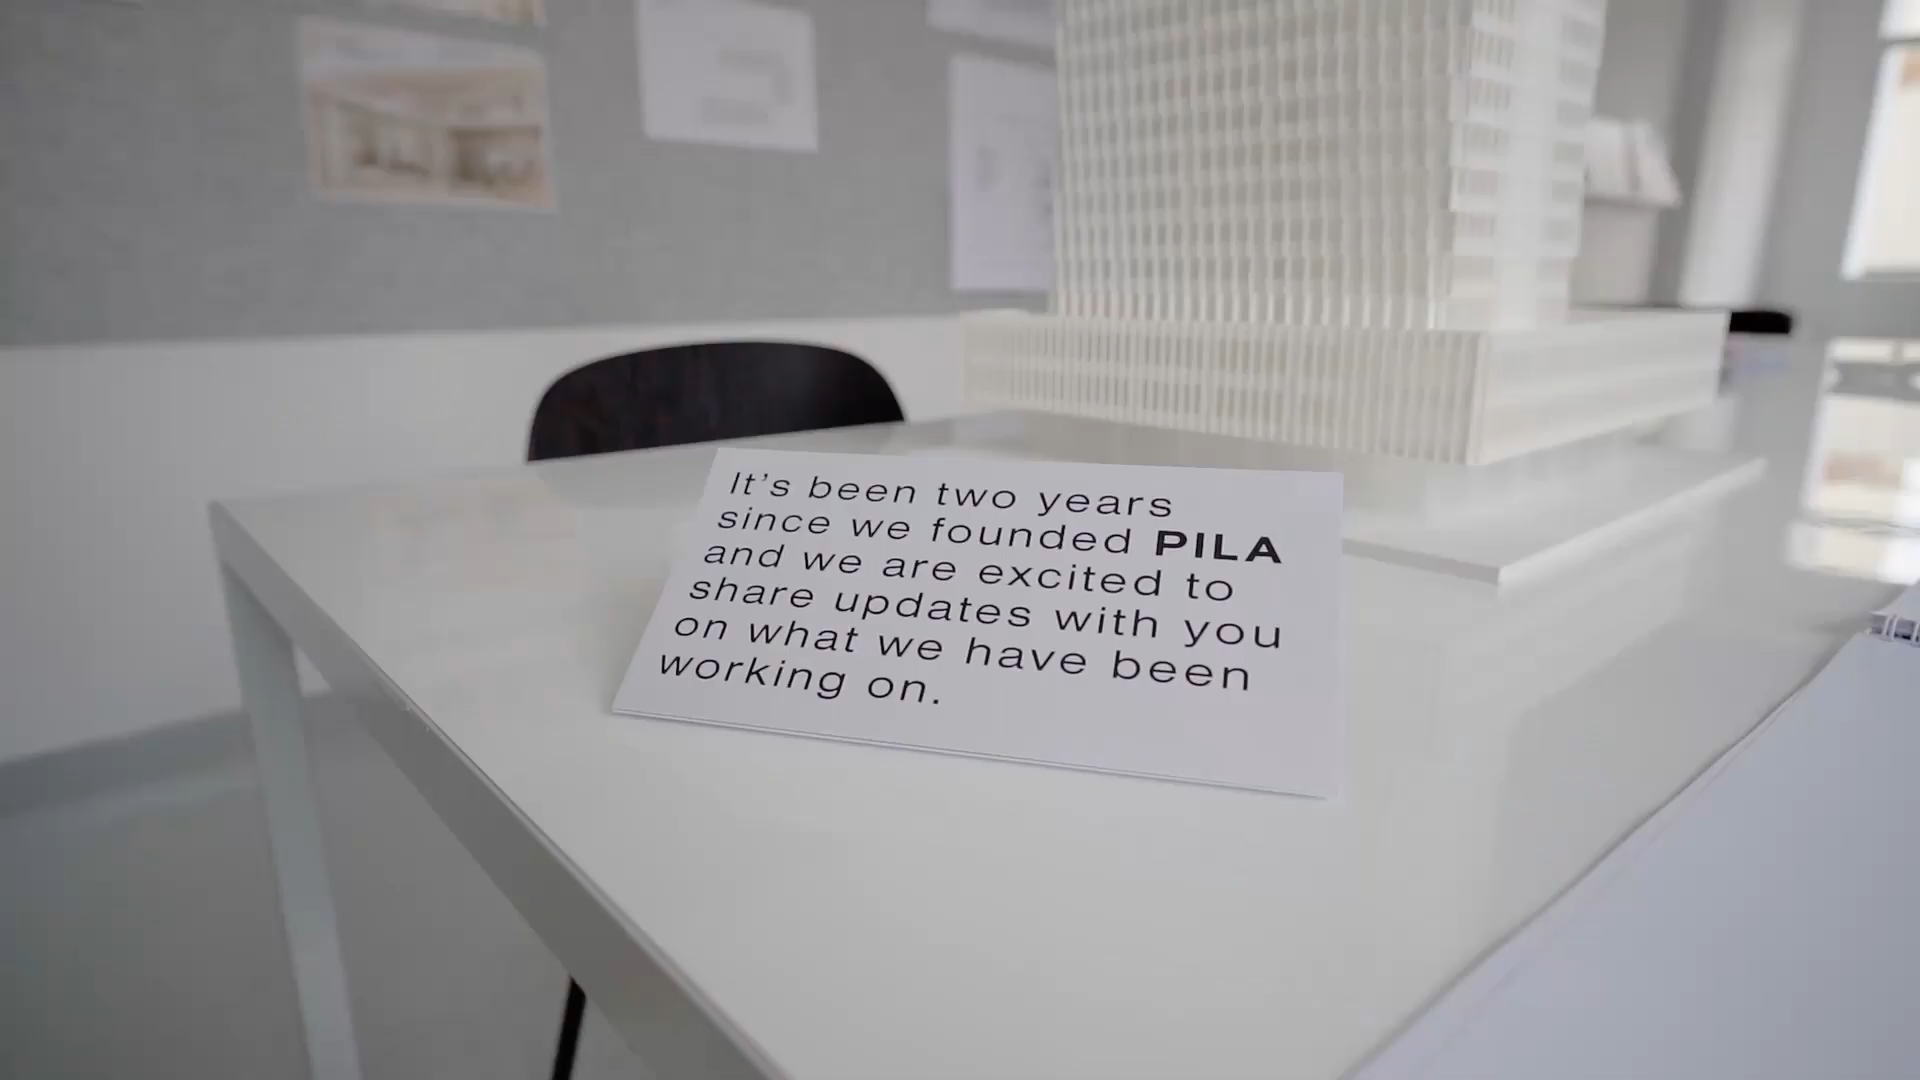 It's been two years
since we founded PILA
and we are excited to
share updates with you
on what we have been
working on.